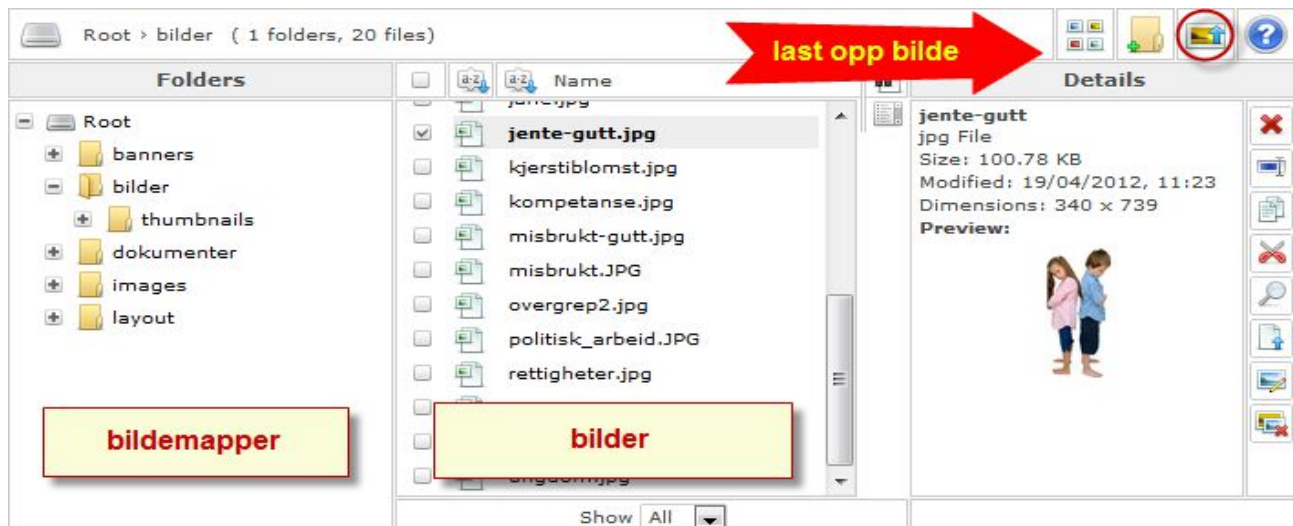 Root › bilder ( 1 folders, 20 files)
last opp bilde
Folders
a-z a-z Name
Details
Root
banners
bilder
thumbnails
dokumenter
images
layout
jente-gutt.jpg
kjerstiblomst.jpg
kompetanse.jpg
misbrukt-gutt.jpg
misbrukt.JPG
overgrep2.jpg
politisk_arbeid.JPG
rettigheter.jpg
jente-gutt
jpg File
Size: 100.78 KB
Modified: 19/04/2012, 11:23
Dimensions: 340 x 739
Preview:
bildemapper
bilder
Show All